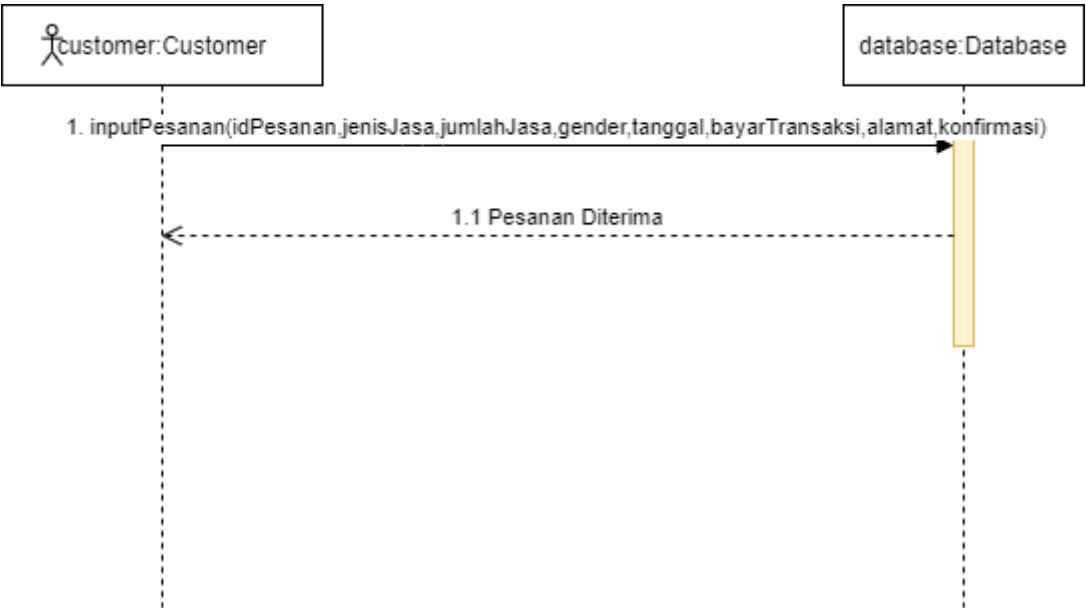 customer:Customer
database:Database
1. inputPesanan(idPesanan,jenisJasa,jumlahJasa,gender,tanggal,bayarTransaksi,alamat,konfirmasi)
1.1 Pesanan Diterima